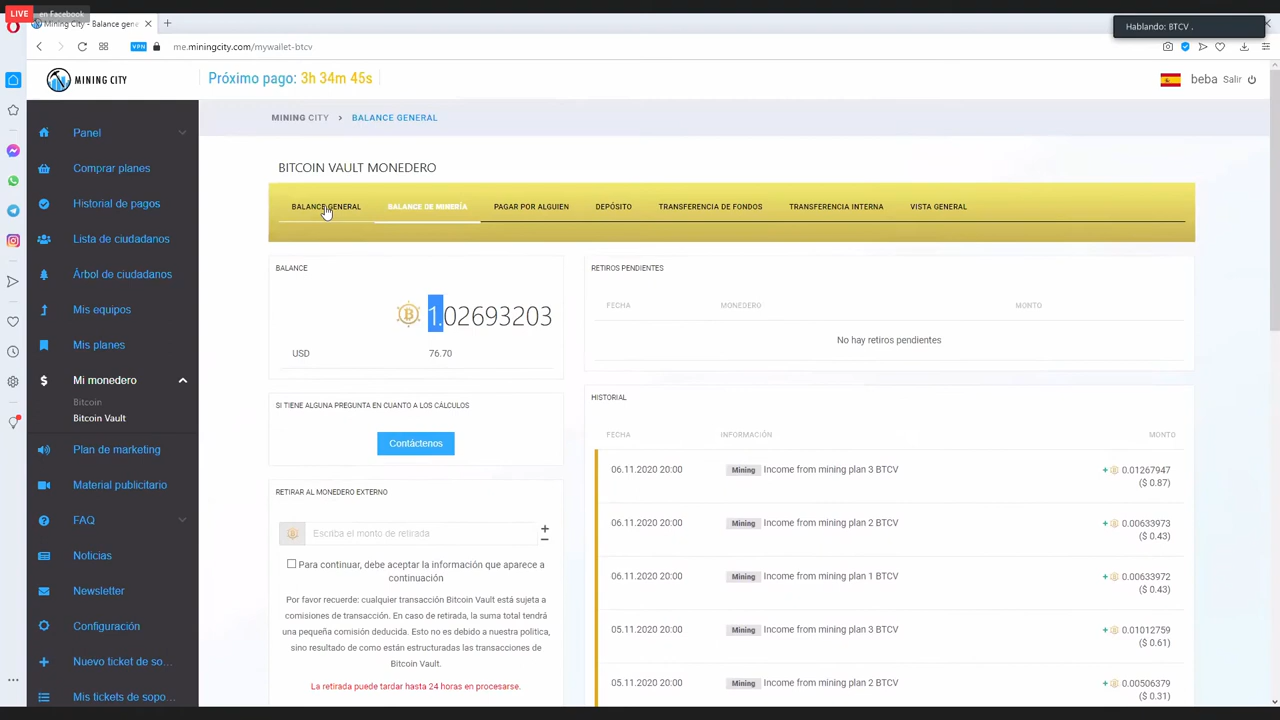 LIVE en Facebook
Mining City - Balance gene
Hablando: BTCV .
VPN
me.miningcity.com/mywallet-btcv
MINING CITY
Próximo pago: 3h 34m 45s
beba Salir
MINING CITY > BALANCE GENERAL
Panel
Comprar planes
Historial de pagos
Lista de ciudadanos
Árbol de ciudadanos
Mis equipos
Mis planes
Mi monedero
Bitcoin
Bitcoin Vault
Plan de marketing
Material publicitario
FAQ
Noticias
Newsletter
Configuración
Nuevo ticket de so...
Mis tickets de sopo...
BITCOIN VAULT MONEDERO
BALANCE GENERAL BALANCE DE MINERÍA PAGAR POR ALGUIEN DEPÓSITO TRANSFERENCIA DE FONDOS TRANSFERENCIA INTERNA VISTA GENERAL
BALANCE
1.02693203
USD 76.70
SI TIENE ALGUNA PREGUNTA EN CUANTO A LOS CÁLCULOS
Contáctenos
RETIRAR AL MONEDERO EXTERNO
Escriba el monto de retirada
Para continuar, debe aceptar la información que aparece a
continuación
Por favor recuerde: cualquier transacción Bitcoin Vault está sujeta a
comisiones de transacción. En caso de retirada, la suma total tendrá
una pequeña comisión deducida. Esto no es debido a nuestra politica,
sino resultado de como están estructuradas las transacciones de
Bitcoin Vault.
La retirada puede tardar hasta 24 horas en procesarse.
RETIROS PENDIENTES
FECHA MONEDERO MONTO
No hay retiros pendientes
HISTORIAL
FECHA INFORMACIÓN MONTO
06.11.2020 20:00 Mining Income from mining plan 3 BTCV + 0.01267947
($ 0.87)
06.11.2020 20:00 Mining Income from mining plan 2 BTCV + 0.00633973
($ 0.43)
06.11.2020 20:00 Mining Income from mining plan 1 BTCV + 0.00633972
($ 0.43)
05.11.2020 20:00 Mining Income from mining plan 3 BTCV + 0.01012759
($ 0.61)
05.11.2020 20:00 Mining Income from mining plan 2 BTCV + 0.00506379
($ 0.31)